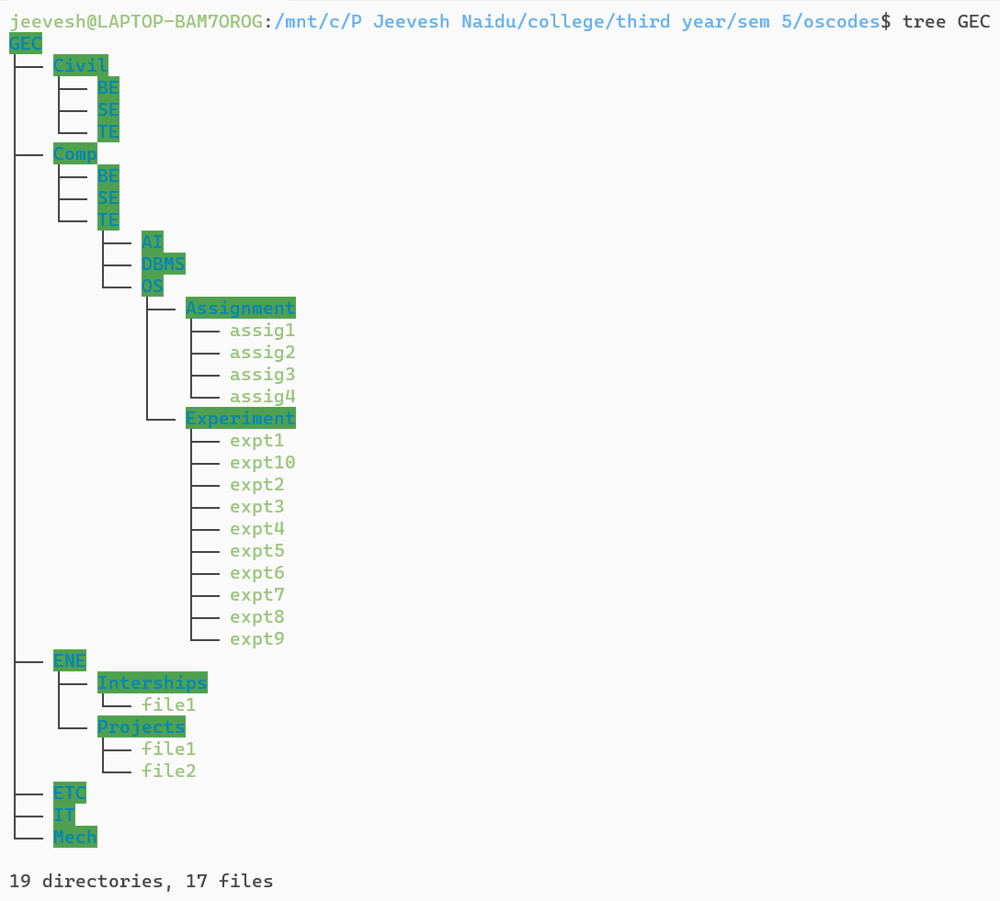 jeevesh@LAPTOP-BAM7OROG:/mnt/c/P Jeevesh Naidu/college/third year/sem 5/oscodes$ tree GEC
GEC
├── Civil
│   ├── BE
│   ├── SE
│   └── TE
├── Comp
│   ├── BE
│   ├── SE
│   └── TE
│       ├── AI
│       ├── DBMS
│       └── OS
│           ├── Assignment
│           │   ├── assig1
│           │   ├── assig2
│           │   ├── assig3
│           │   └── assig4
│           └── Experiment
│               ├── expt1
│               ├── expt10
│               ├── expt2
│               ├── expt3
│               ├── expt4
│               ├── expt5
│               ├── expt6
│               ├── expt7
│               ├── expt8
│               └── expt9
├── ENE
│   ├── Interships
│   │   └── file1
│   └── Projects
│       ├── file1
│       └── file2
├── ETC
├── IT
└── Mech
19 directories, 17 files